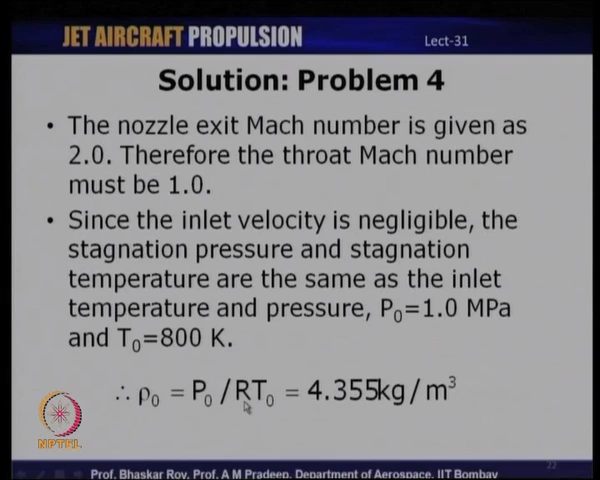 JET AIRCRAFT PROPULSION
Lect-31
Solution: Problem 4
• The nozzle exit Mach number is given as
2.0. Therefore the throat Mach number
must be 1.0.
• Since the inlet velocity is negligible, the
stagnation pressure and stagnation
temperature are the same as the inlet
temperature and pressure, P₀=1.0 MPa
and T₀=800 K.
∴ ρ₀ = P₀ / RT₀ = 4.355kg / m³
NPTEL
22
Prof. Bhaskar Roy, Prof. A M Pradeep, Department of Aerospace, IIT Bombay